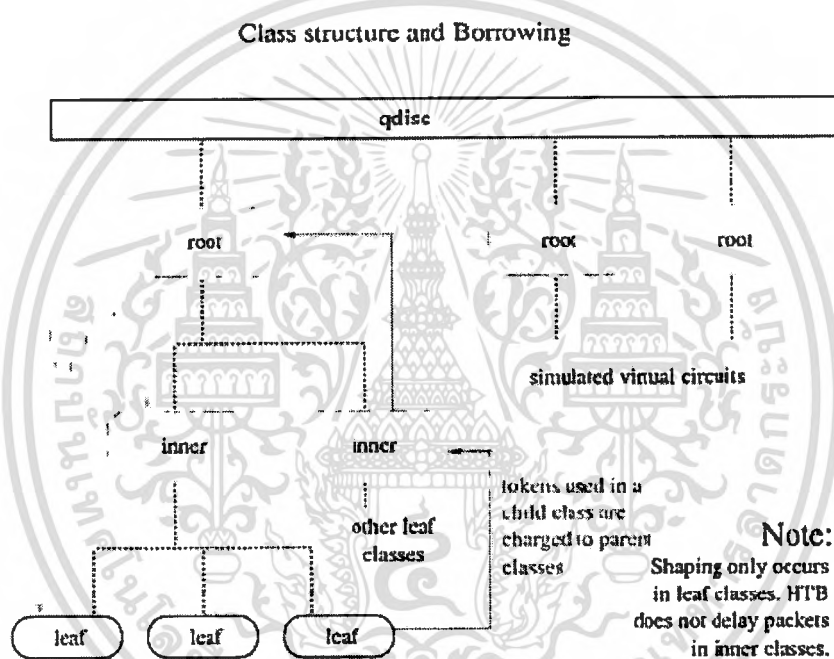 Class structure and Borrowing
qdisc
root
root
root
simulated virtual circuits
inner
inner
other leaf
classes
tokens used in a
child class are
charged to parent
classes
Note:
Shaping only occurs
in leaf classes. HTB
does not delay packets
in inner classes.
leaf
leaf
leaf